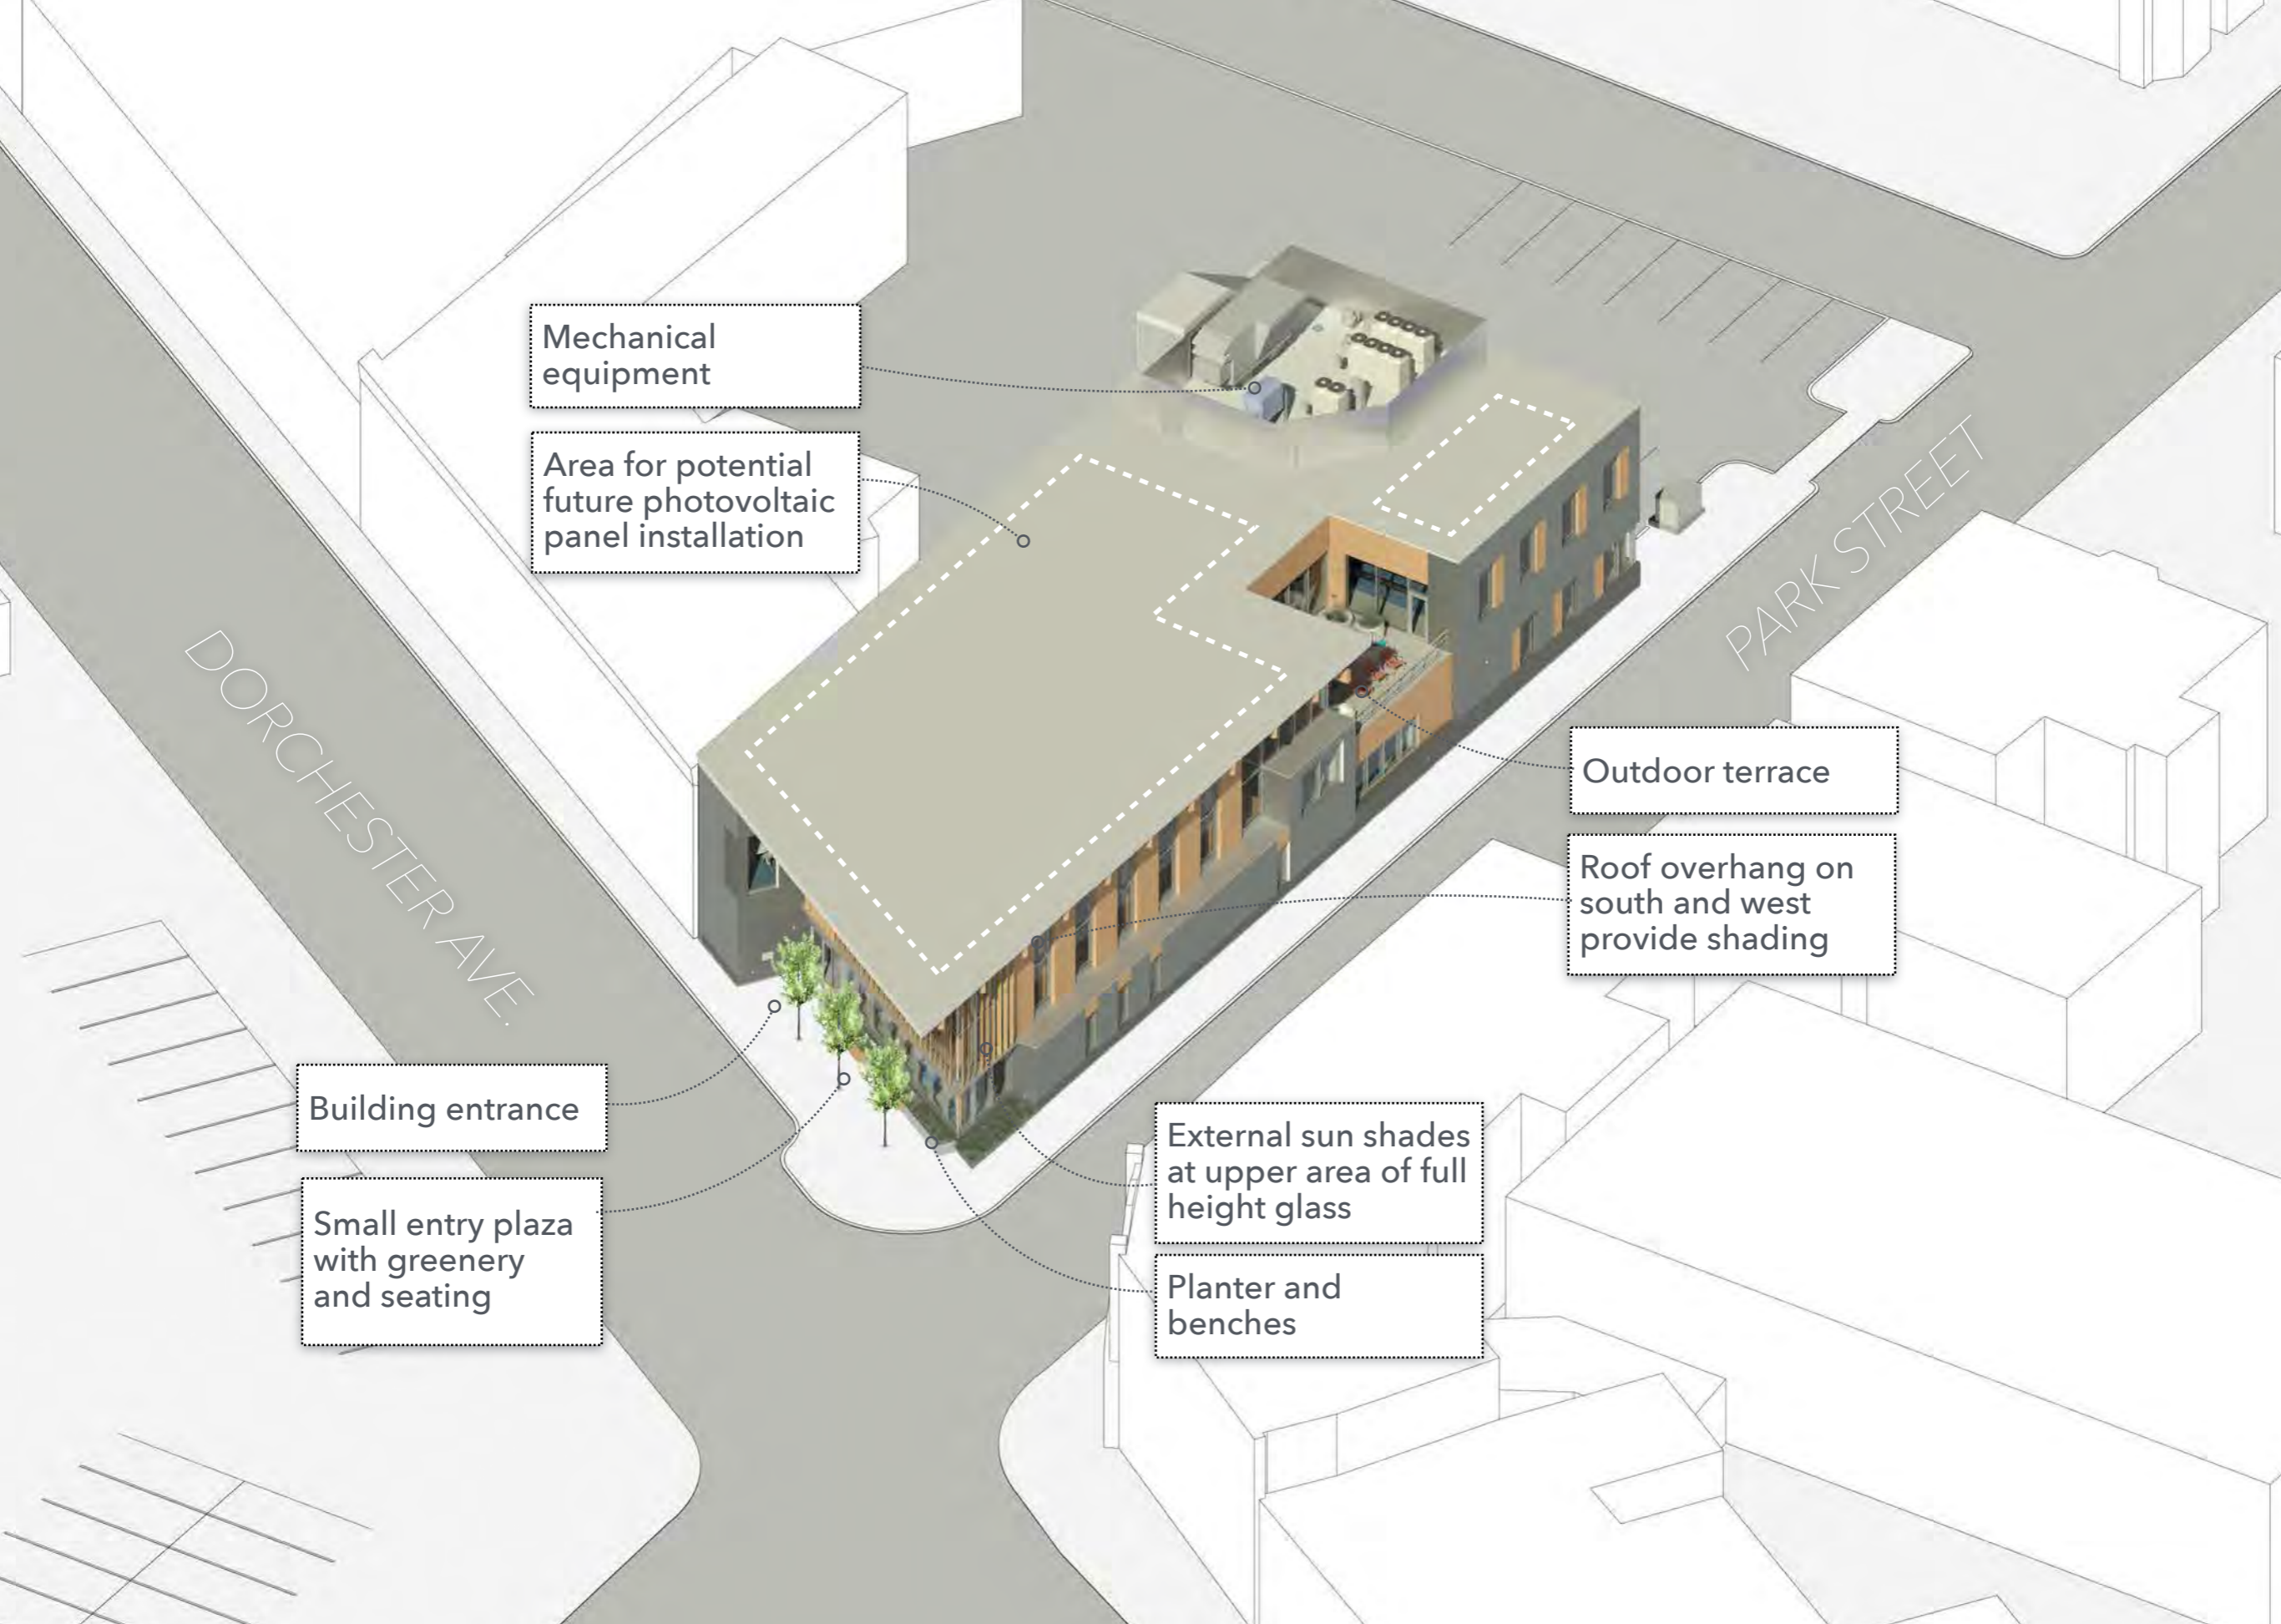 Mechanical
equipment
Area for potential
future photovoltaic
panel installation
DORCHESTER AVE.
PARK STREET
Outdoor terrace
Roof overhang on
south and west
provide shading
Building entrance
Small entry plaza
with greenery
and seating
External sun shades
at upper area of full
height glass
Planter and
benches